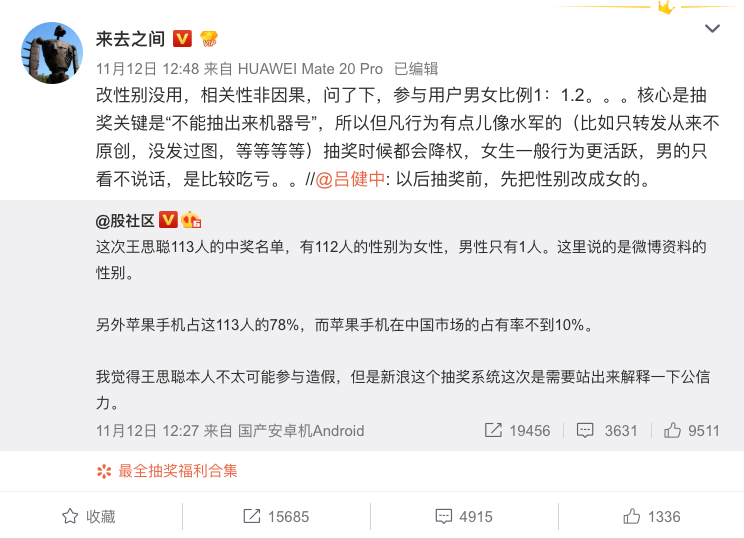 来去之间
11月12日 12:48 来自 HUAWEI Mate 20 Pro 已编辑
改性别没用，相关性非因果，问了下，参与用户男女比例1：1.2。。。核心是抽
奖关键是“不能抽出来机器号”，所以但凡行为有点儿像水军的（比如只转发从来不
原创，没发过图，等等等等）抽奖时候都会降权，女生一般行为更活跃，男的只
看不说话，是比较吃亏。。//@吕健中: 以后抽奖前，先把性别改成女的。
@股社区
这次王思聪113人的中奖名单，有112人的性别为女性，男性只有1人。这里说的是微博资料的
性别。
另外苹果手机占这113人的78%，而苹果手机在中国市场的占有率不到10%。
我觉得王思聪本人不太可能参与造假，但是新浪这个抽奖系统这次是需要站出来解释一下公信
力。
11月12日 12:27 来自 国产安卓机Android 19456 3631 9511
最全抽奖福利合集
收藏 15685 4915 1336